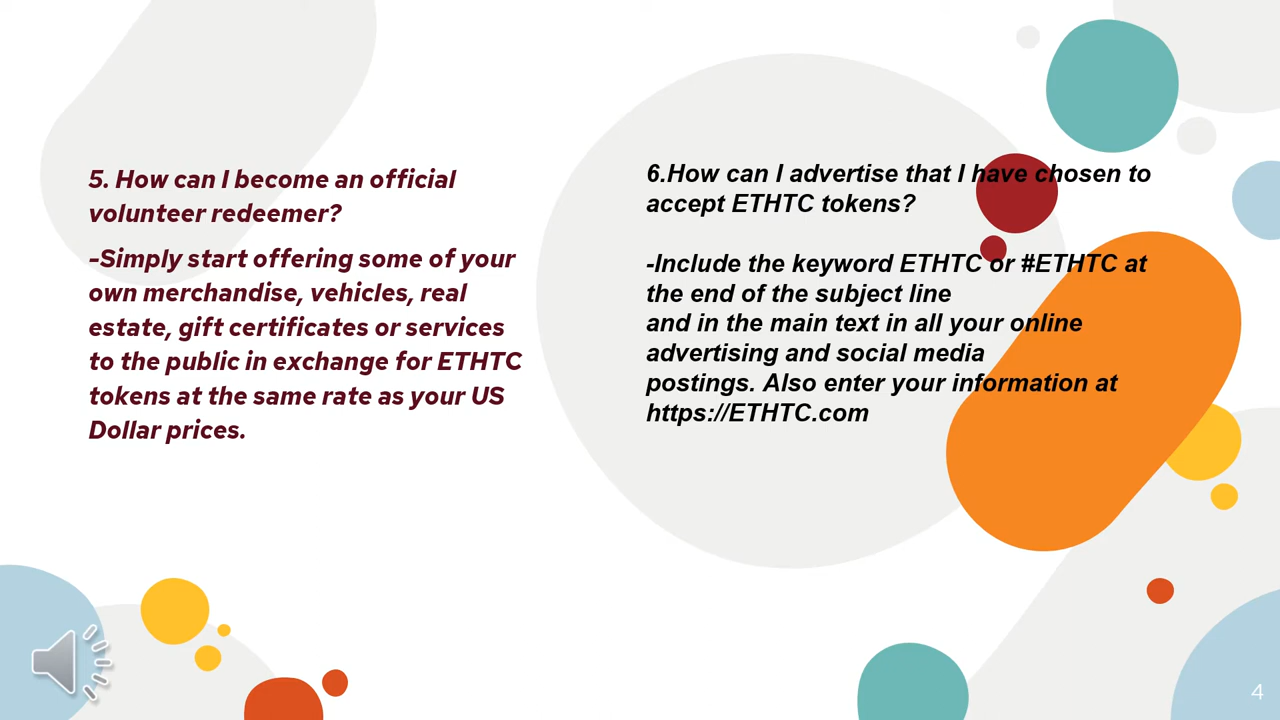 5. How can I become an official
volunteer redeemer?
-Simply start offering some of your
own merchandise, vehicles, real
estate, gift certificates or services
to the public in exchange for ETHTC
tokens at the same rate as your US
Dollar prices.
6.How can I advertise that I have chosen to
accept ETHTC tokens?
-Include the keyword ETHTC or #ETHTC at
the end of the subject line
and in the main text in all your online
advertising and social media
postings. Also enter your information at
https://ETHTC.com
4